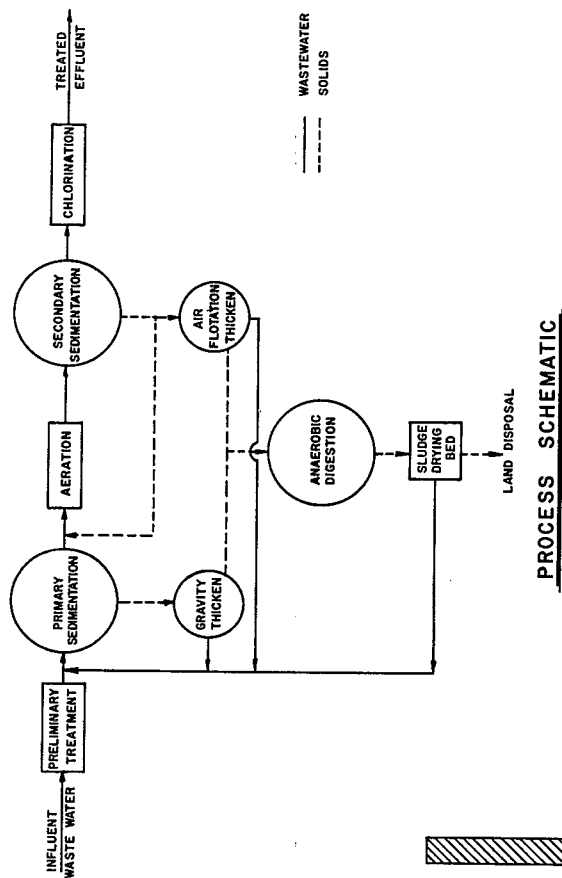 INFLUENT
WASTE WATER
PRELIMINARY
TREATMENT
PRIMARY
SEDIMENTATION
AERATION
SECONDARY
SEDIMENTATION
CHLORINATION
TREATED
EFFLUENT
GRAVITY
THICKEN
AIR
FLOTATION
THICKEN
ANAEROBIC
DIGESTION
SLUDGE
DRYING
BED
LAND DISPOSAL
WASTEWATER
SOLIDS
PROCESS SCHEMATIC